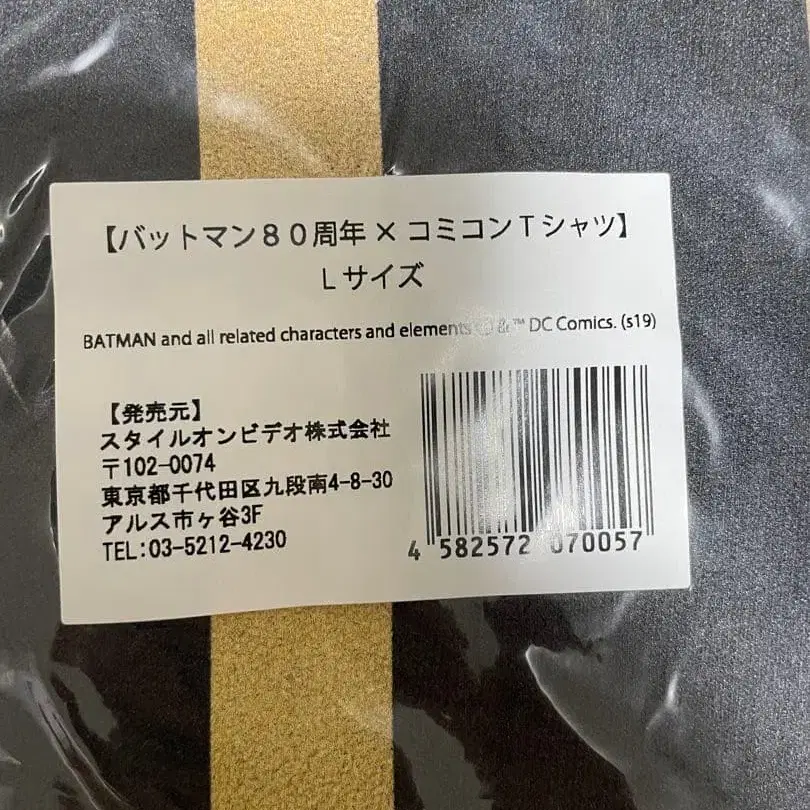 【バットマン８０周年 × コミコンＴシャツ】
Ｌサイズ
BATMAN and all related characters and elements © & ™ DC Comics. (s19)
【発売元】
スタイルオンビデオ株式会社
〒102-0074
東京都千代田区九段南4-8-30
アルス市ヶ谷3F
TEL:03-5212-4230
4 582572 070057